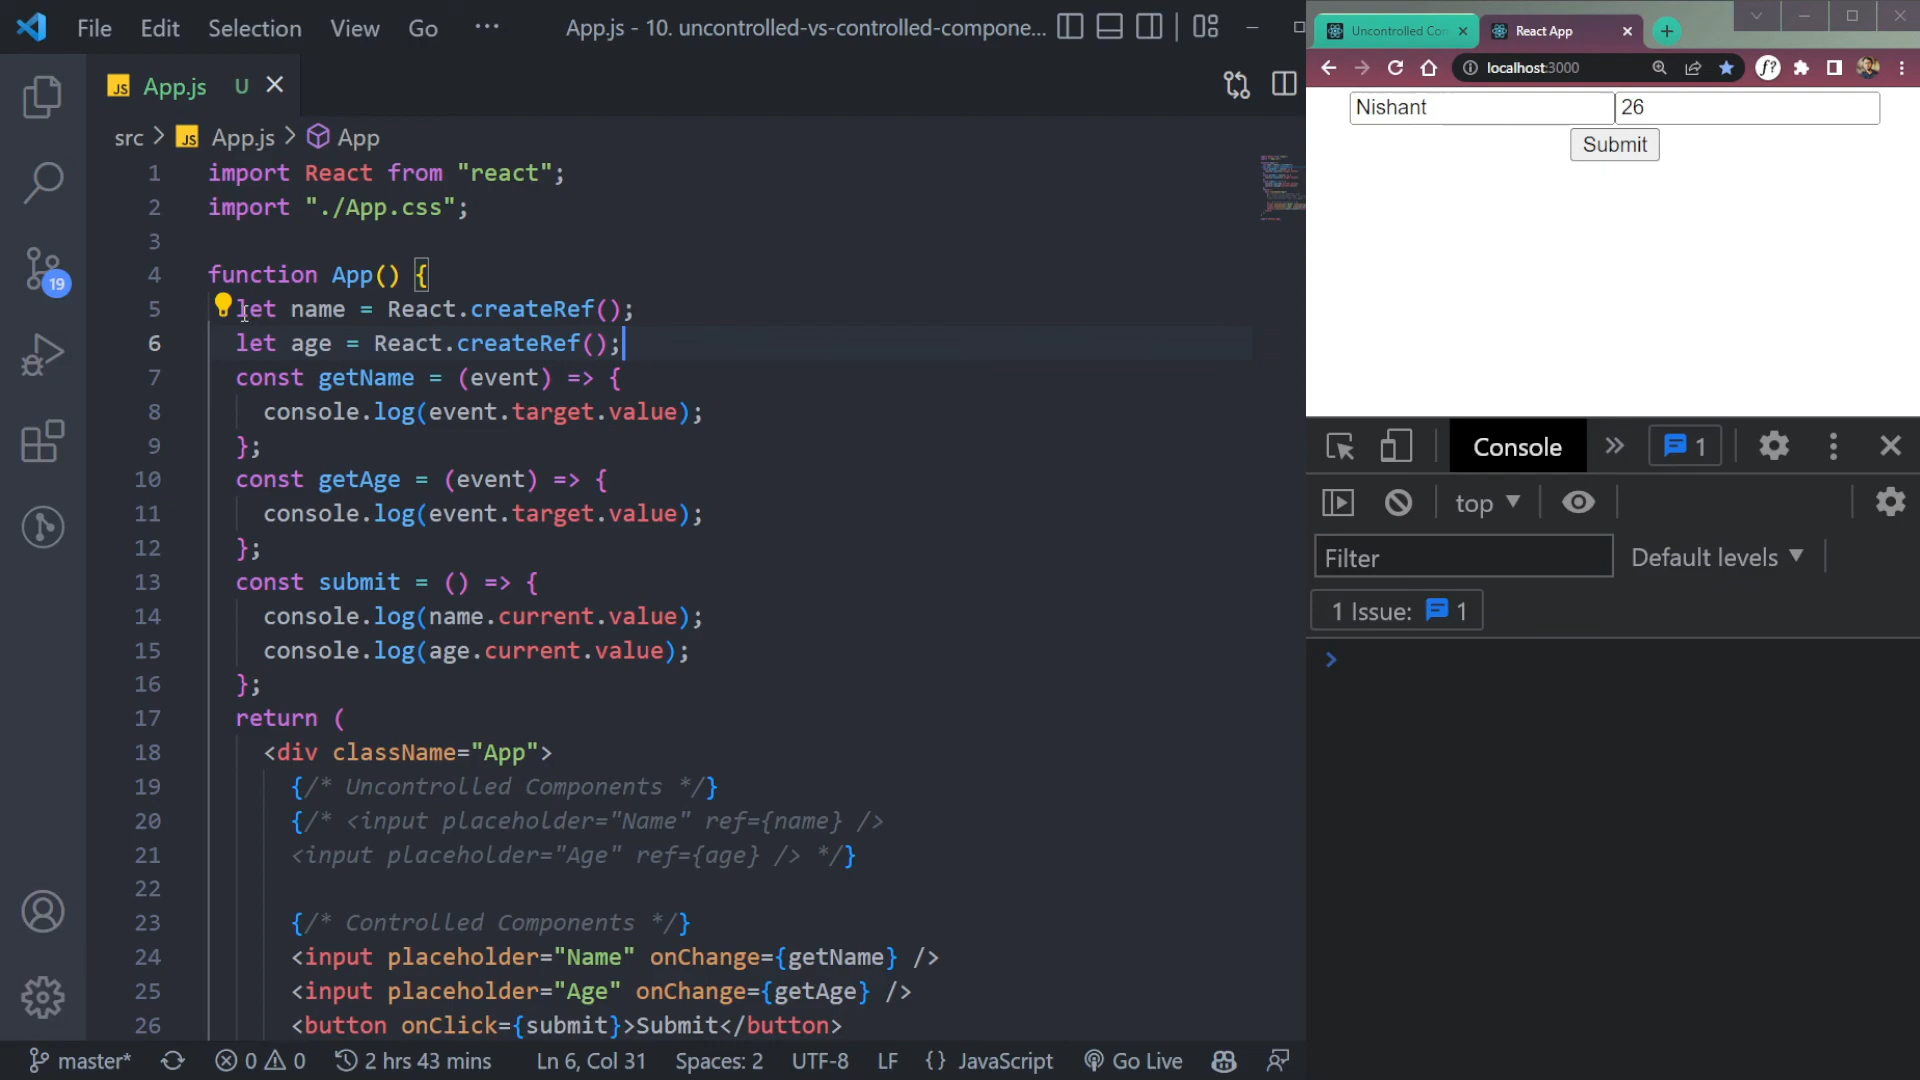 File Edit View Go ··· App.js - 10. uncontrolled-vs-controlled-compone...
App.js U
src > App.js > App
1 import React from "react";
2 import "./App.css";
3
4 function App() {
5 let name = React.createRef();
6 let age = React.createRef();
7 const getName = (event) => {
8 console.log(event.target.value);
9 };
10 const getAge = (event) => {
11 console.log(event.target.value);
12 };
13 const submit = () => {
14 console.log(name.current.value);
15 console.log(age.current.value);
16 };
17 return (
18 <div className="App">
19 {/* Uncontrolled Components */}
20 {/* <input placeholder="Name" ref={name} />
21 <input placeholder="Age" ref={age} /> */}
22
23 {/* Controlled Components */}
24 <input placeholder="Name" onChange={getName} />
25 <input placeholder="Age" onChange={getAge} />
26 <button onClick={submit}>Submit</button>
19
master* 0 0 2 hrs 43 mins Ln 6, Col 31 Spaces: 2 UTF-8 LF {} JavaScript Go Live
Uncontrolled Con React App
localhost:3000
Nishant 26
Submit
Console » 1
top
Filter Default levels
1 Issue: 1